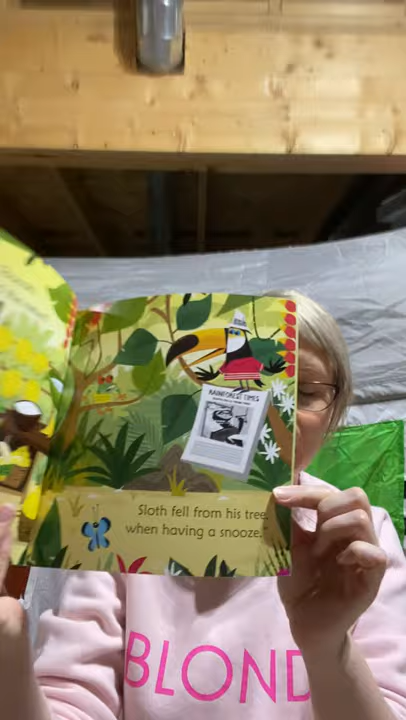 RAINFOREST TIMES
Sloth fell from his tree
when having a snooze.
BLOND